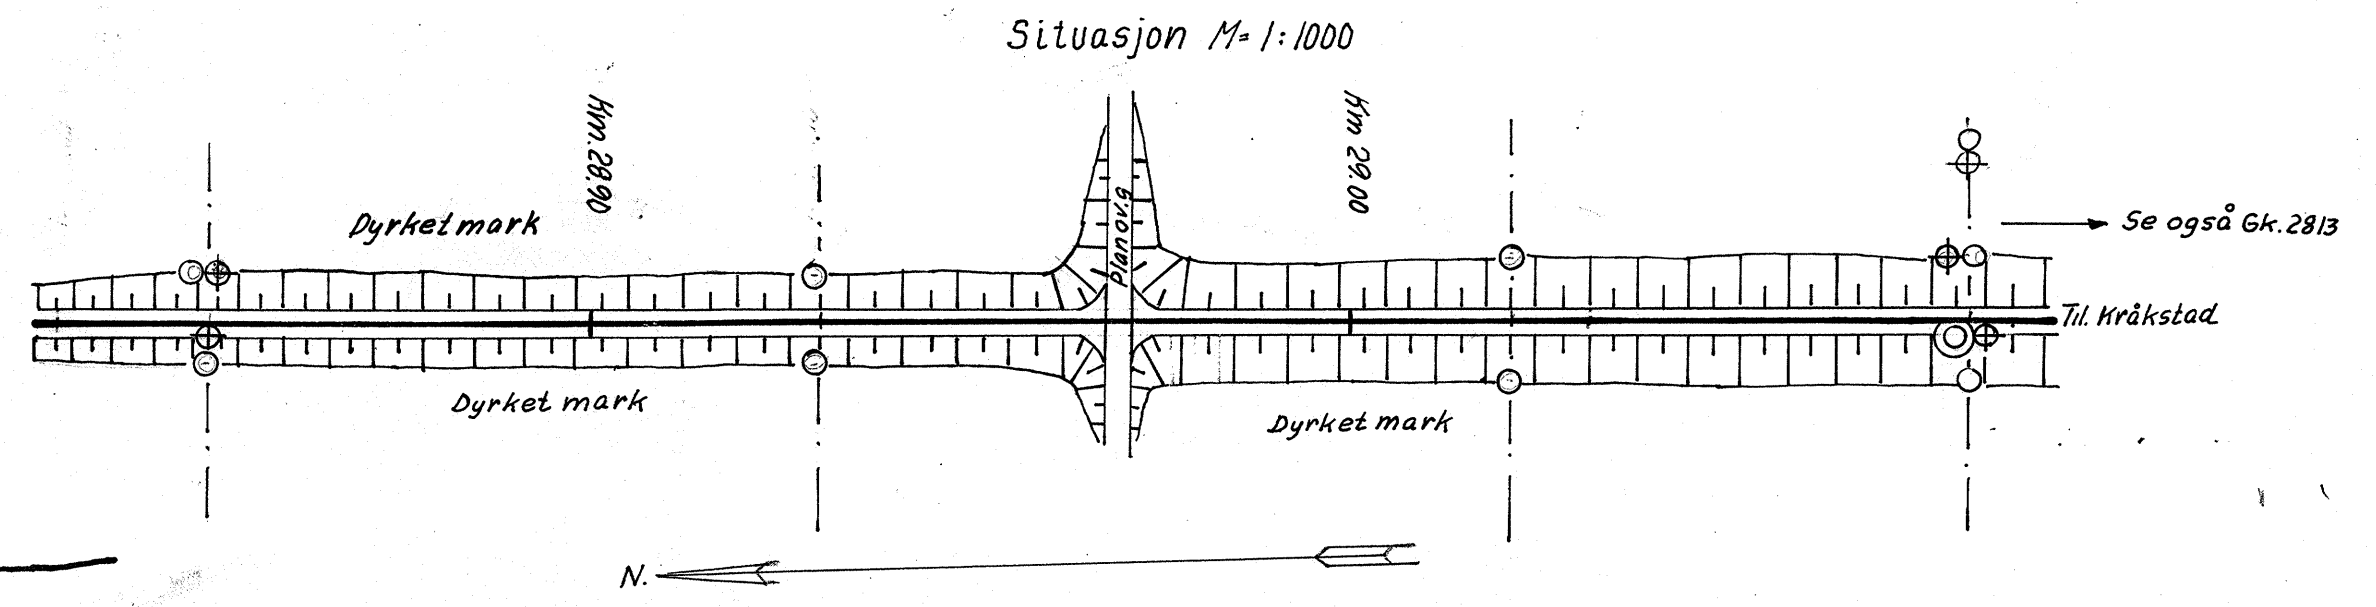 Situasjon M= 1:1000
Km. 28.90
Km 29.00
Dyrket mark
Planov.g
Se også Gk. 2813
Til. Kråkstad
Dyrket mark
Dyrket mark
N.